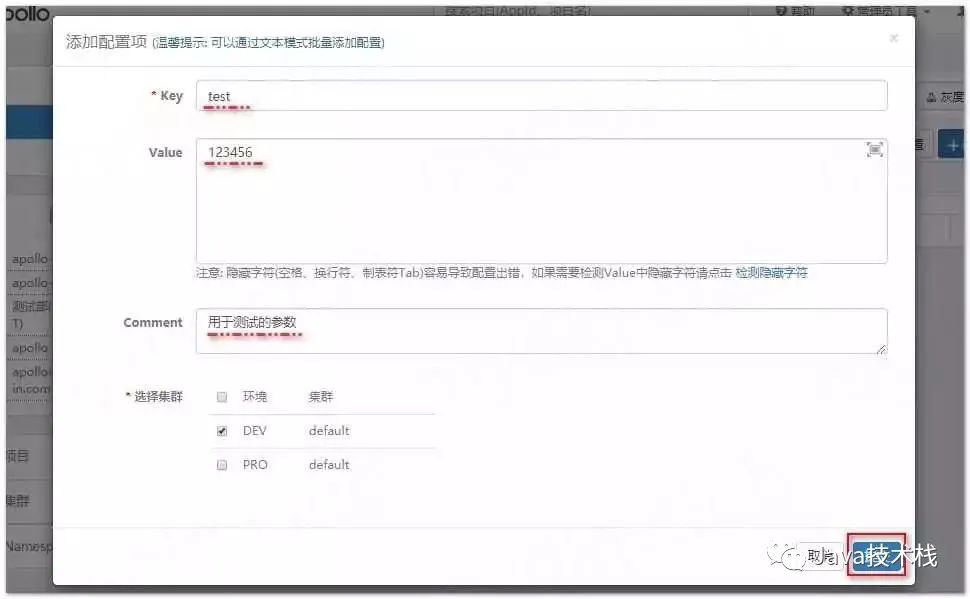 pollo
搜索项目(AppId、项目名)
帮助
管理员工具
添加配置项 (温馨提示: 可以通过文本模式批量添加配置)
×
灰度
* Key
test
Value
123456
注意: 隐藏字符(空格、换行符、制表符Tab)容易导致配置出错，如果需要检测Value中隐藏字符请点击 检测隐藏字符
apollo-
apollo-
测试部(
T)
apollo
apollo
in.com
Comment
用于测试的参数
* 选择集群
环境 集群
DEV default
PRO default
项目
集群
Namesp
取
Java技术栈